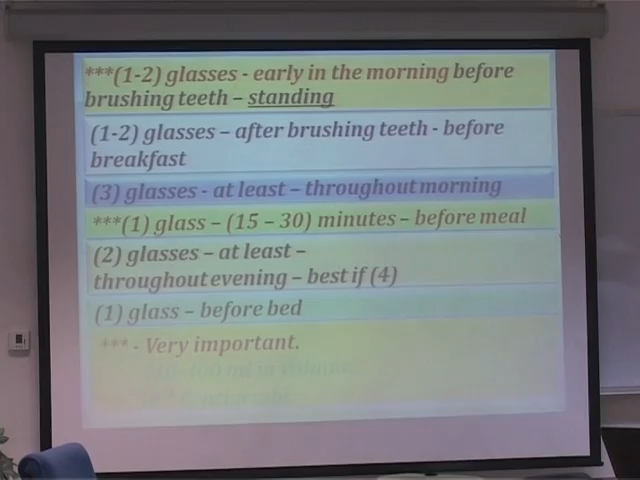 ***(1-2) glasses - early in the morning before
brushing teeth – standing
(1-2) glasses – after brushing teeth - before
breakfast
(3) glasses - at least – throughout morning
***(1) glass – (15 – 30) minutes – before meal
(2) glasses – at least –
throughout evening – best if (4)
(1) glass – before bed
*** - Very important.